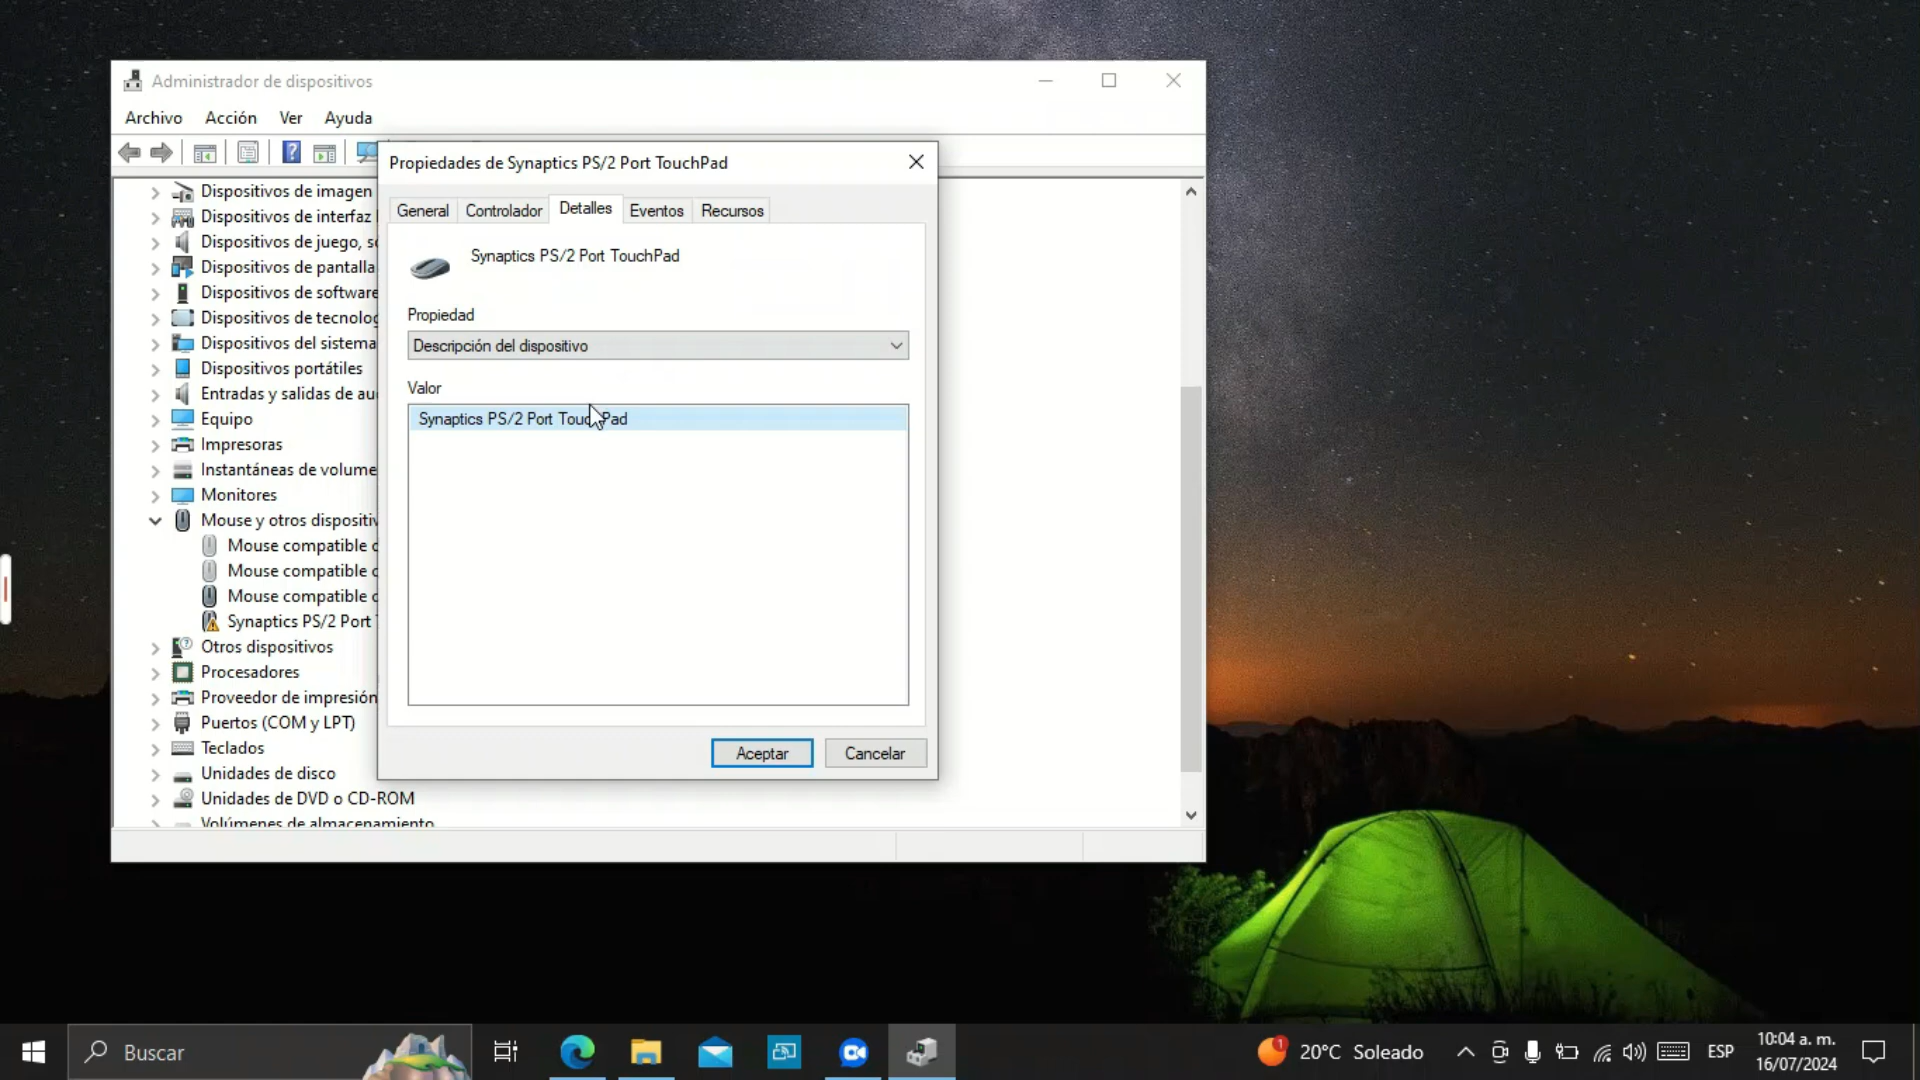 Administrador de dispositivos
Archivo Acción Ver Ayuda
Propiedades de Synaptics PS/2 Port TouchPad
General Controlador Detalles Eventos Recursos
Synaptics PS/2 Port TouchPad
Propiedad
Descripción del dispositivo
Valor
Synaptics PS/2 Port TouchPad
Aceptar Cancelar
Dispositivos de imagen
Dispositivos de interfaz
Dispositivos de juego,
Dispositivos de pantalla
Dispositivos de software
Dispositivos de tecnolog
Dispositivos del sistema
Dispositivos portátiles
Entradas y salidas de au
Equipo
Impresoras
Instantáneas de volume
Monitores
Mouse y otros dispositiv
Mouse compatible
Mouse compatible
Mouse compatible
Synaptics PS/2 Port
Otros dispositivos
Procesadores
Proveedor de impresión
Puertos (COM y LPT)
Teclados
Unidades de disco
Unidades de DVD o CD-ROM
Volúmenes de almacenamiento
Buscar
1
20°C Soleado
ESP
10:04 a. m.
16/07/2024